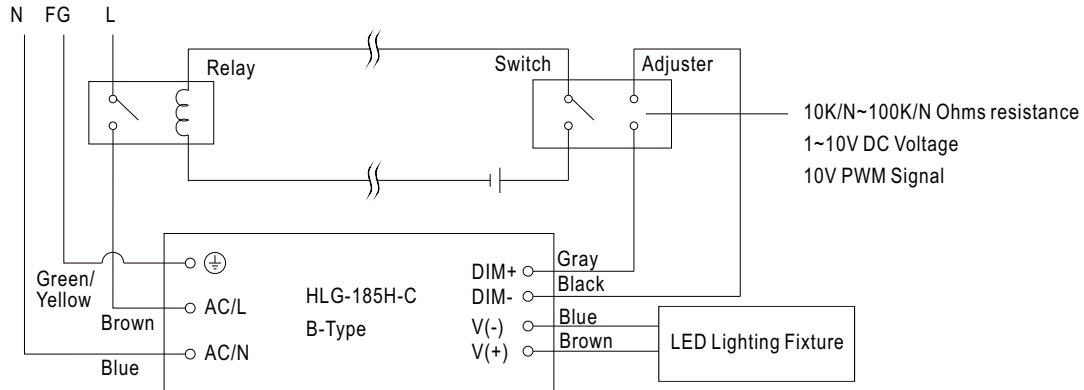 N FG L
Relay
Switch
Adjuster
10K/N~100K/N Ohms resistance
1~10V DC Voltage
10V PWM Signal
Green/
Yellow
Brown
Blue
AC/L
AC/N
HLG-185H-C
B-Type
DIM+
DIM-
V(-)
V(+)
Gray
Black
Blue
Brown
LED Lighting Fixture